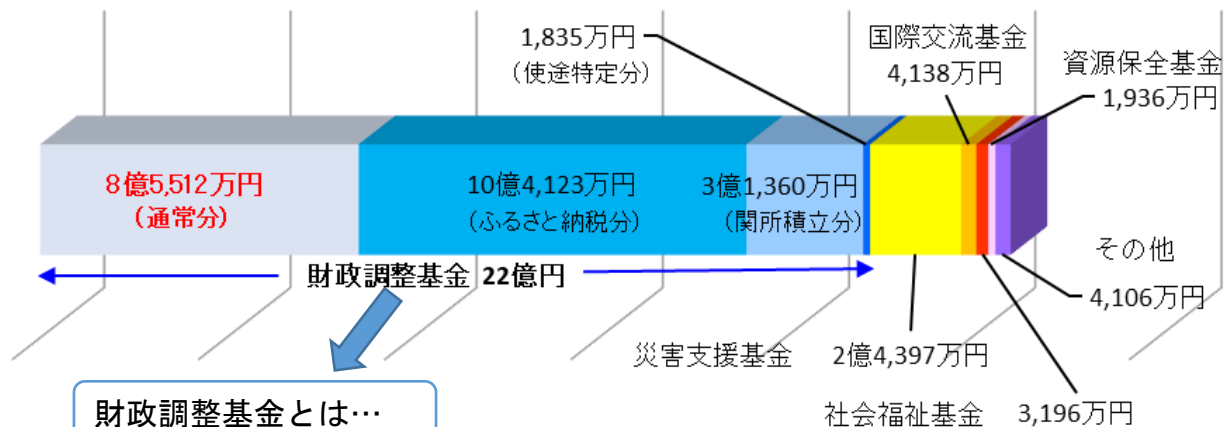 1,835万円
（使途特定分）
国際交流基金
4,138万円
資源保全基金
1,936万円
8億5,512万円
（通常分）
10億4,123万円
（ふるさと納税分）
3億1,360万円
（関所積立分）
財政調整基金 22億円
その他
4,106万円
災害支援基金 2億4,397万円
社会福祉基金 3,196万円
財政調整基金とは…